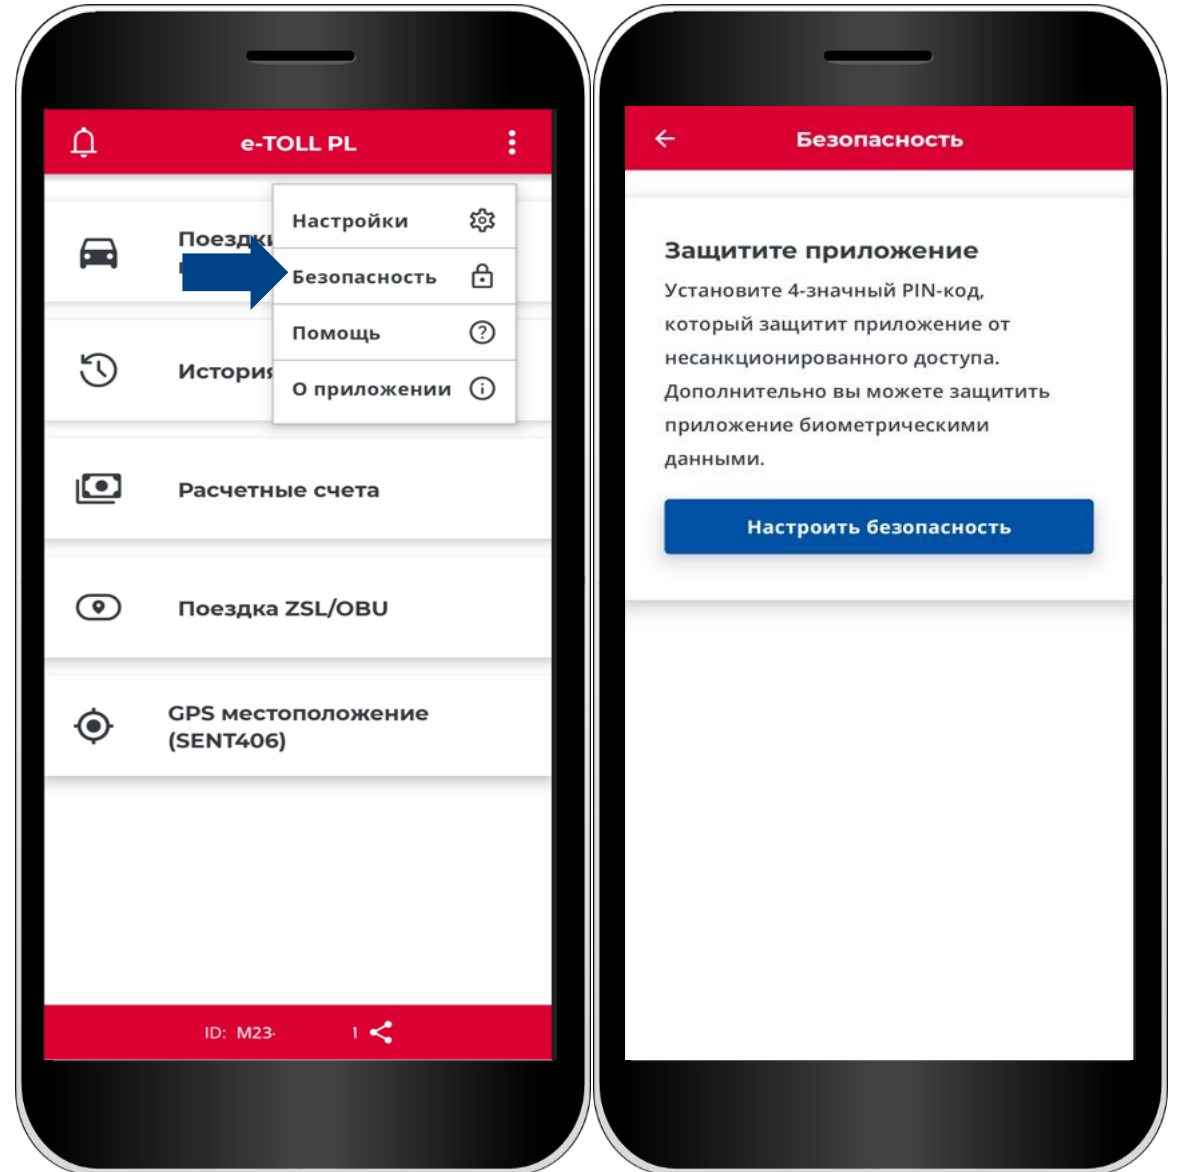 e-TOLL PL
Настройки
Безопасность
Помощь
О приложении
Поездки
История
Расчетные счета
Поездка ZSL/OBU
GPS местоположение
(SENT406)
ID: M23- 1
Безопасность
Защитите приложение
Установите 4-значный PIN-код,
который защитит приложение от
несанкционированного доступа.
Дополнительно вы можете защитить
приложение биометрическими
данными.
Настроить безопасность